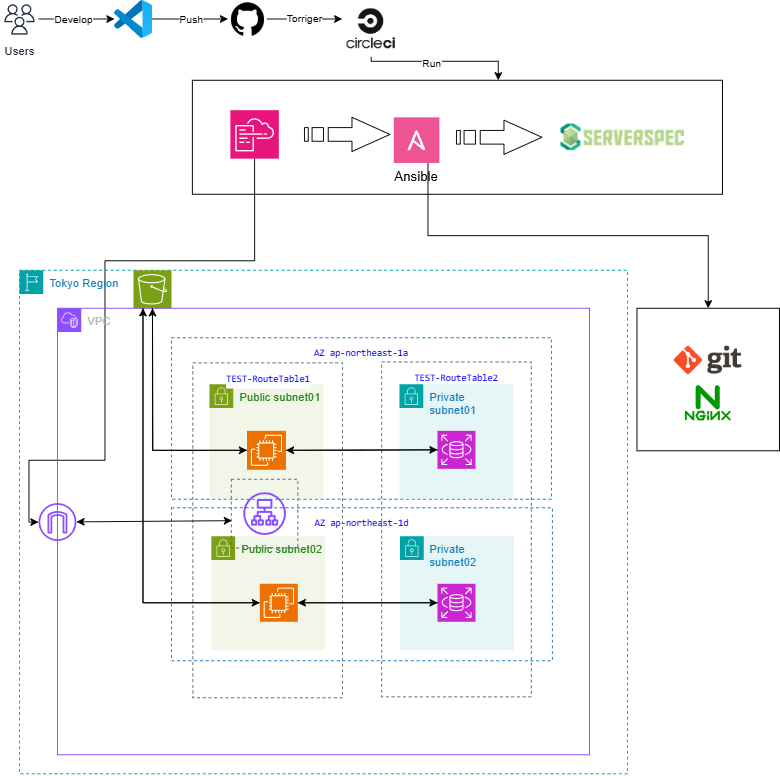 Develop
Push
Torriger
Users
circleci
Run
SERVERSPEC
A
Ansible
Tokyo Region
VPC
AZ ap-northeast-1a
TEST-RouteTable1
TEST-RouteTable2
Public subnet01
Private
subnet01
git
NGiNX
AZ ap-northeast-1d
Public subnet02
Private
subnet02